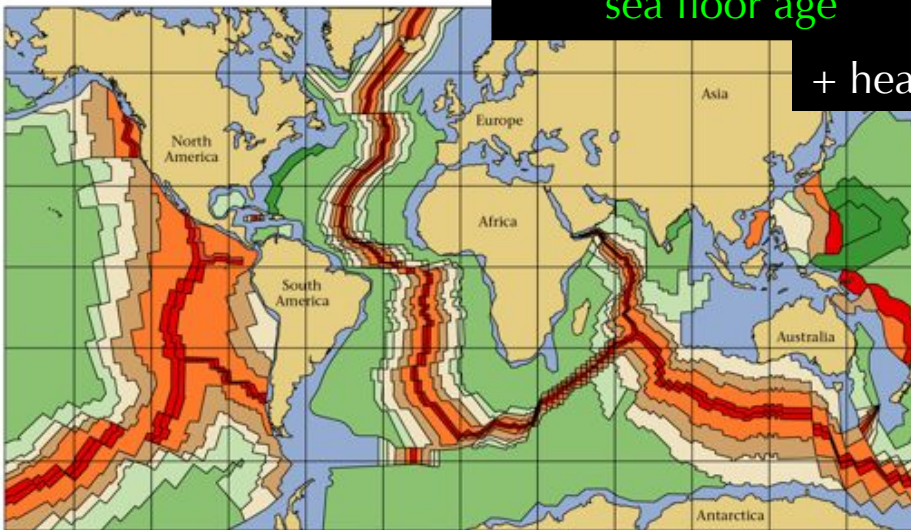 sea floor age
+ hea
Asia
Europe
North
America
Africa
South
America
Australia
Antarctica